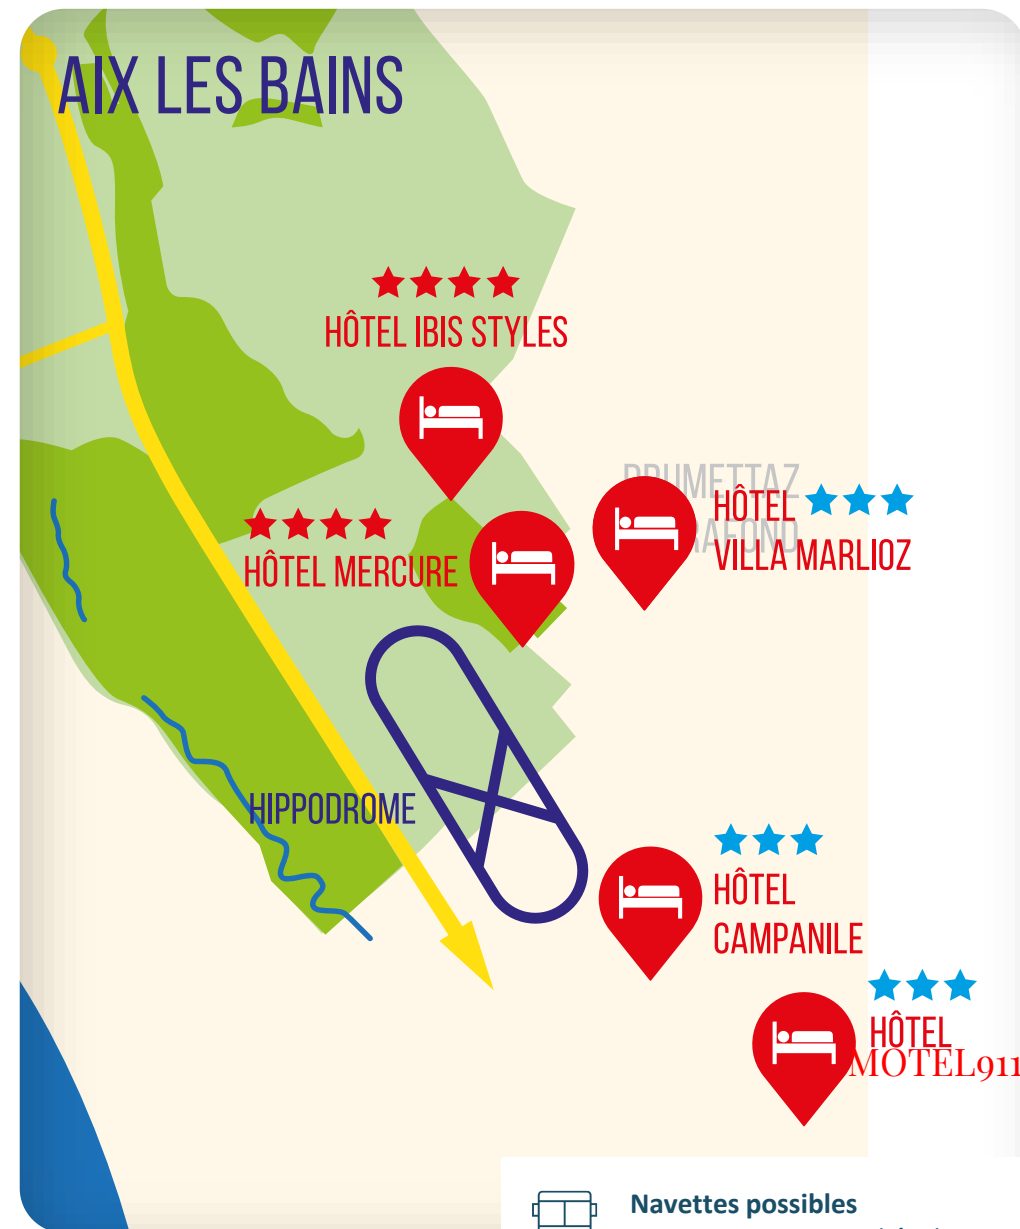 AIX LES BAINS
HÔTEL IBIS STYLES
HÔTEL MERCURE
HÔTEL
VILLA MARLIOZ
HIPPODROME
HÔTEL
CAMPANILE
HÔTEL
MOTEL911
Navettes possibles